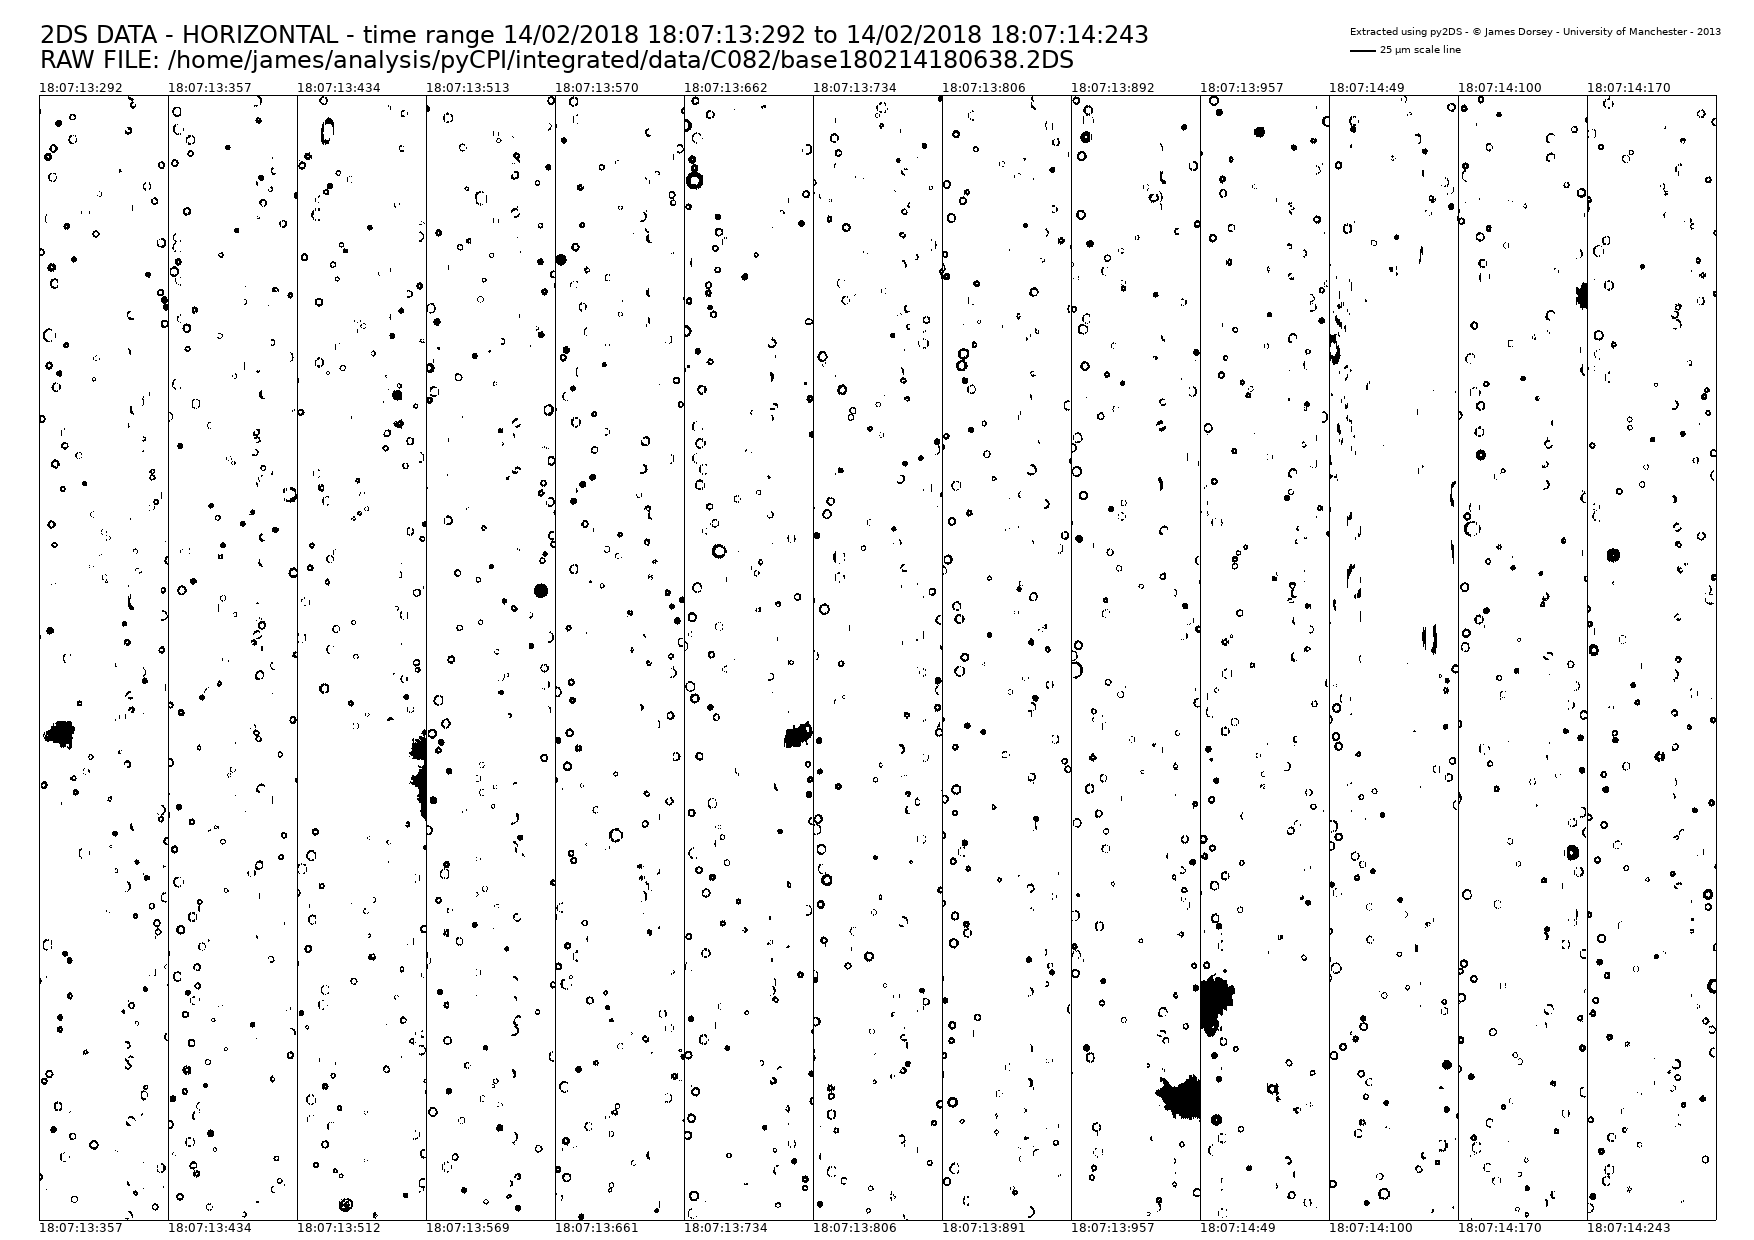 2DS DATA - HORIZONTAL - time range 14/02/2018 18:07:13:292 to 14/02/2018 18:07:14:243
RAW FILE: /home/james/analysis/pyCPI/integrated/data/C082/base180214180638.2DS
Extracted using py2DS - © James Dorsey - University of Manchester - 2013
25 µm scale line
18:07:13:292 18:07:13:357 18:07:13:434 18:07:13:513 18:07:13:570 18:07:13:662 18:07:13:734 18:07:13:806 18:07:13:892 18:07:13:957 18:07:14:49 18:07:14:100 18:07:14:170
18:07:13:357 18:07:13:434 18:07:13:512 18:07:13:569 18:07:13:661 18:07:13:734 18:07:13:806 18:07:13:891 18:07:13:957 18:07:14:49 18:07:14:100 18:07:14:170 18:07:14:243